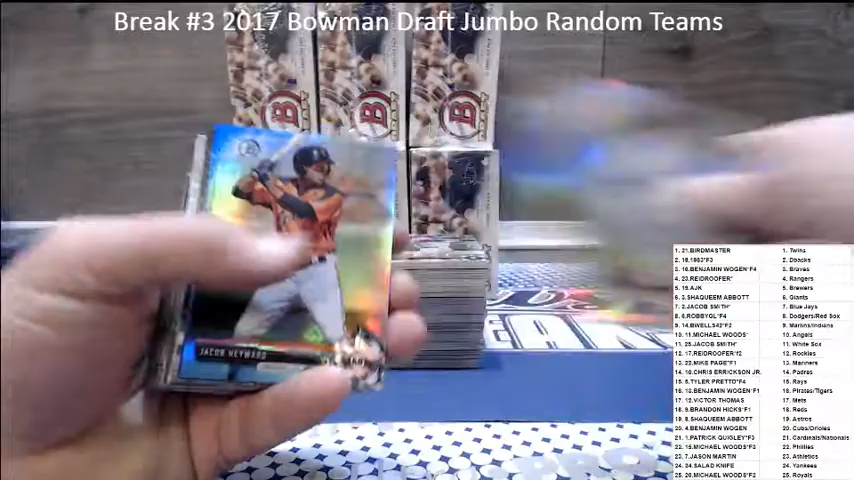 Break #3 2017 Bowman Draft Jumbo Random Teams
B
B
B
JACOB HEYWARD
1. 21.BIRDMASTER 1. Twins
2. Dbacks
3. 16.BENJAMIN WOGEN*F4 3. Braves
4. 23.REIDROOFER* 4. Rangers
5. 19.AJK 5. Brewers
6. 3.SHAQUEEM ABBOTT 6. Giants
7. 2.JACOB SMITH* 7. Blue Jays
8. 6.ROBBYOL*F4 8. Dodgers/Red Sox
9. 14.BWELLS42*F2 9. Marlins/Indians
10. 11.MICHAEL WOODS* 10. Angels
11. 25.JACOB SMITH* 11. White Sox
12. 17.REIDROOFER*f2 12. Rockies
13. 22.MIKE PAGE*F1 13. Mariners
14. 10.CHRIS ERRICKSON JR. 14. Padres
15. 5.TYLER PRETTO*F4 15. Rays
16. BENJAMIN WOGEN*F1 16. Pirates/Tigers
17. 12.VICTOR THOMAS 17. Mets
18. 9.BRANDON HICKS*F1 18. Reds
19. 8.SHAQUEEM ABBOTT 19. Astros
20. 4.BENJAMIN WOGEN 20. Cubs/Orioles
21. 1.PATRICK QUIGLEY*F3 21. Cardinals/Nationals
22. 15.MICHAEL WOODS*F3 22. Phillies
23. 7.JASON MARTIN 23. Athletics
24. 24.SALAD KNIFE 24. Yankees
25. 20.MICHAEL WOODS*F2 25. Royals